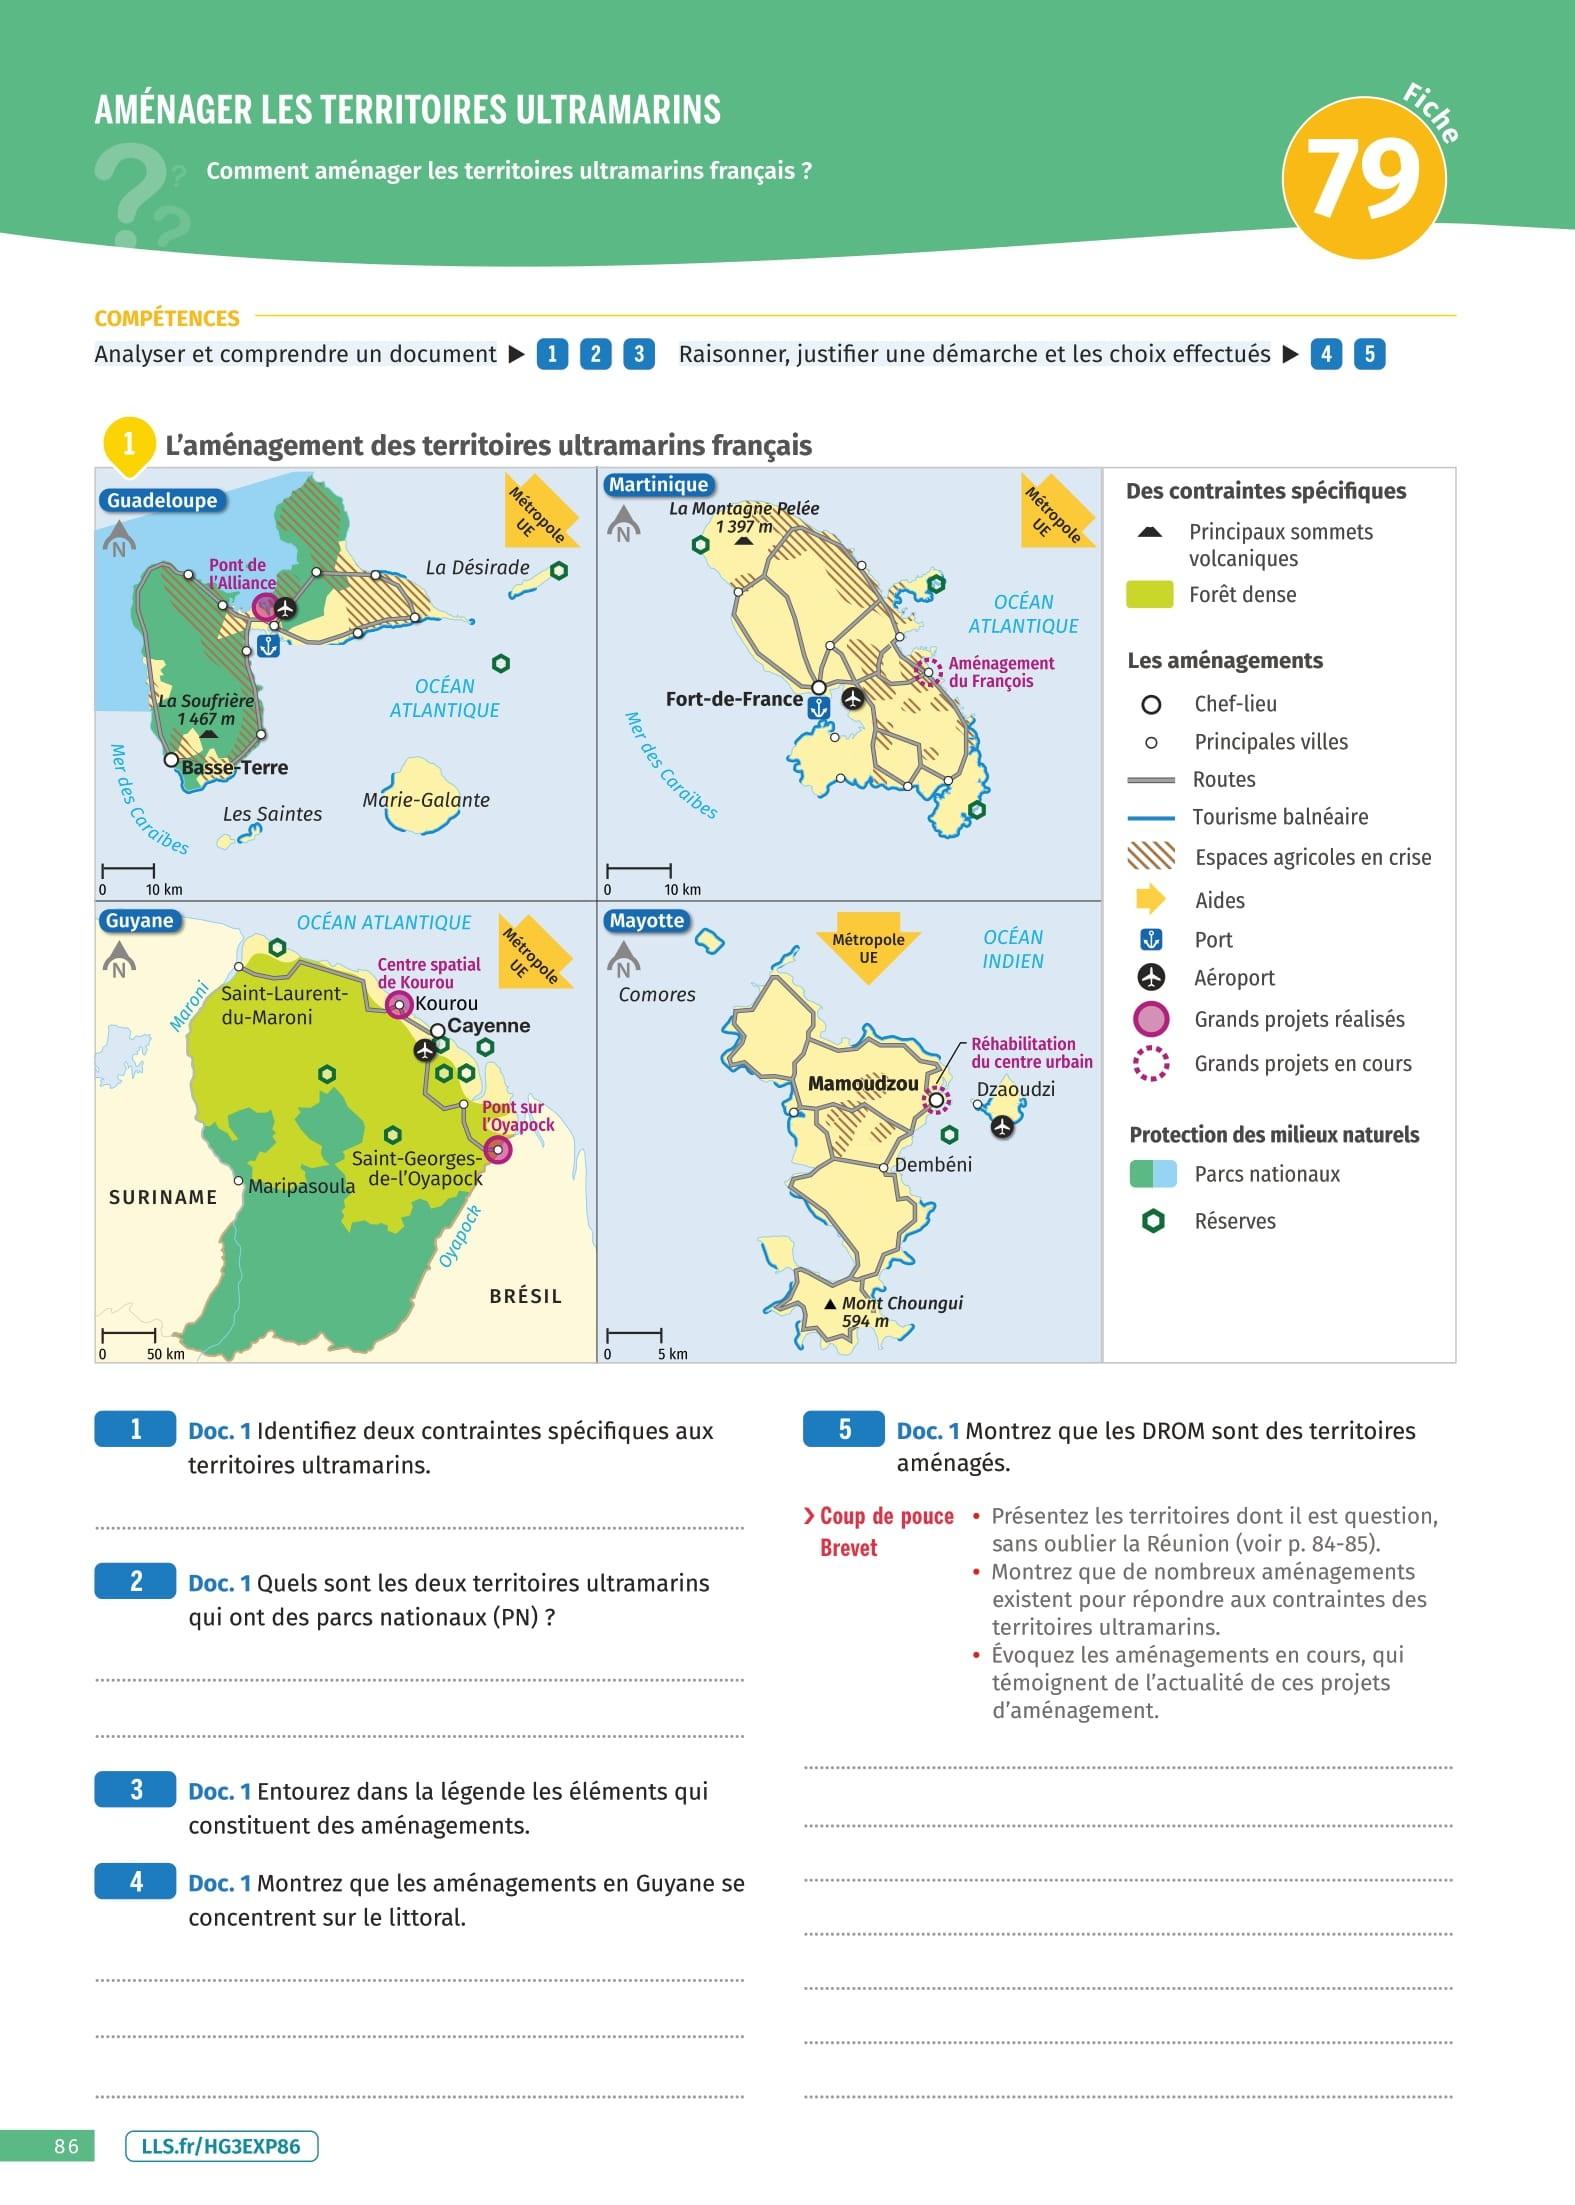 AMÉNAGER LES TERRITOIRES ULTRAMARINS
Comment aménager les territoires ultramarins français ?
Fiche
79
COMPÉTENCES
Analyser et comprendre un document ▶ 1 2 3 Raisonner, justifier une démarche et les choix effectués ▶ 4 5
1 L'aménagement des territoires ultramarins français
Guadeloupe
N
Métropole
UE
Pont de
l'Alliance
La Désirade
OCÉAN
ATLANTIQUE
La Soufrière
1 467 m
Basse-Terre
Mer des Caraïbes
Les Saintes
Marie-Galante
0 10 km
Martinique
N
La Montagne Pelée
1 397 m
Métropole
UE
OCÉAN
ATLANTIQUE
Aménagement
du François
Fort-de-France
Mer des Caraïbes
0 10 km
Guyane
N
OCÉAN ATLANTIQUE
Métropole
UE
Centre spatial
de Kourou
Kourou
Maroni
Saint-Laurent-
du-Maroni
Cayenne
Pont sur
l'Oyapock
Saint-Georges-
de-l'Oyapock
Maripasoula
SURINAME
Oyapock
BRÉSIL
0 50 km
Mayotte
N
Comores
Métropole
UE
OCÉAN
INDIEN
Réhabilitation
du centre urbain
Mamoudzou
Dzaoudzi
Dembéni
Mont Choungui
594 m
0 5 km
Des contraintes spécifiques
Principaux sommets
volcaniques
Forêt dense
Les aménagements
Chef-lieu
Principales villes
Routes
Tourisme balnéaire
Espaces agricoles en crise
Aides
Port
Aéroport
Grands projets réalisés
Grands projets en cours
Protection des milieux naturels
Parcs nationaux
Réserves
1 Doc. 1 Identifiez deux contraintes spécifiques aux
territoires ultramarins.
2 Doc. 1 Quels sont les deux territoires ultramarins
qui ont des parcs nationaux (PN) ?
3 Doc. 1 Entourez dans la légende les éléments qui
constituent des aménagements.
4 Doc. 1 Montrez que les aménagements en Guyane se
concentrent sur le littoral.
5 Doc. 1 Montrez que les DROM sont des territoires
aménagés.
Coup de pouce
Brevet
• Présentez les territoires dont il est question,
sans oublier la Réunion (voir p. 84-85).
• Montrez que de nombreux aménagements
existent pour répondre aux contraintes des
territoires ultramarins.
• Évoquez les aménagements en cours, qui
témoignent de l'actualité de ces projets
d'aménagement.
86
LLS.fr/HG3EXP86